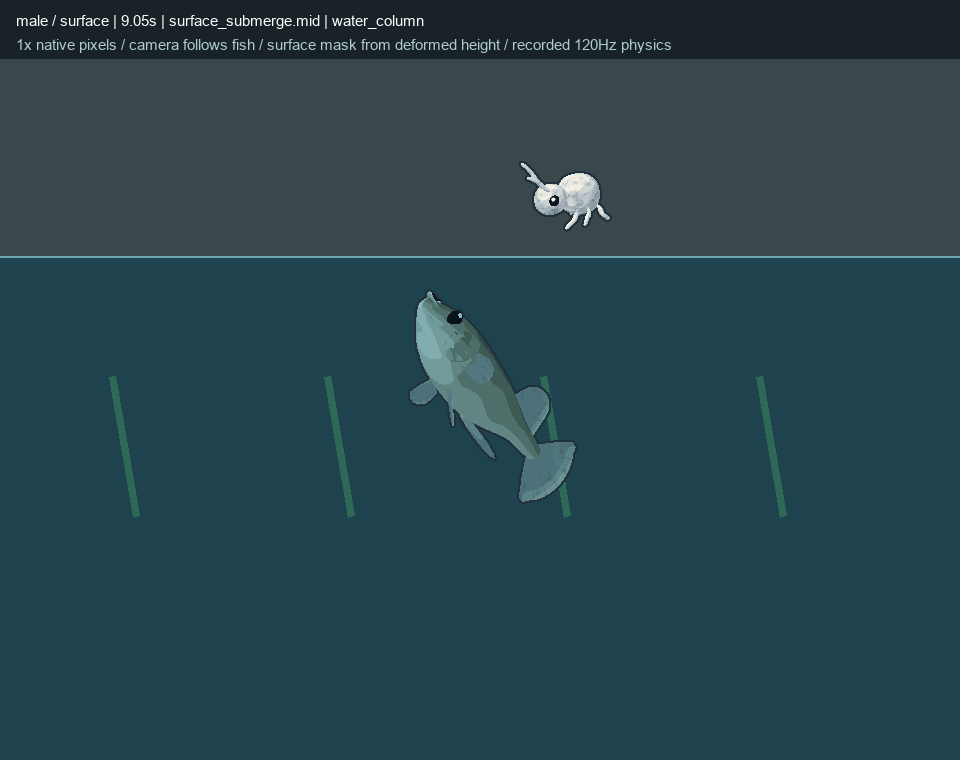 male / surface | 9.05s | surface_submerge.mid | water_column
1x native pixels / camera follows fish / surface mask from deformed height / recorded 120Hz physics